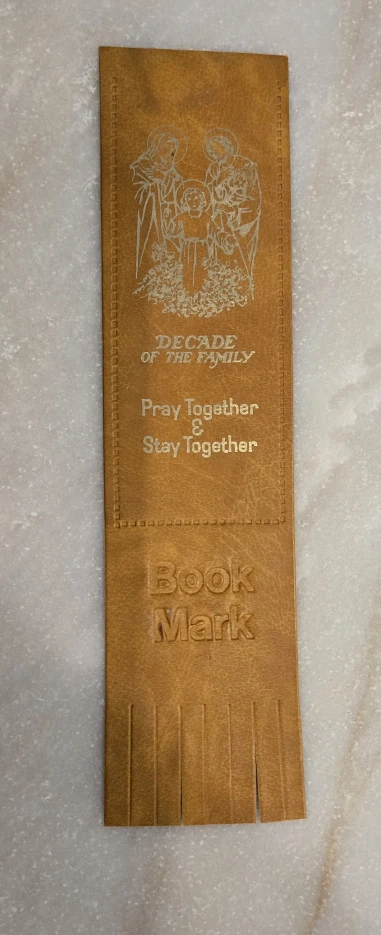 DECADE
OF THE FAMILY
Pray Together
&
Stay Together
Book
Mark